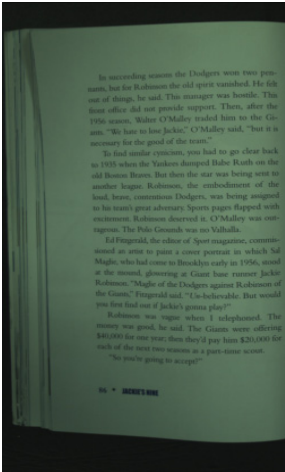 In succeeding seasons the Dodgers won two pen-
nants, but for Robinson the old spirit vanished. He felt
out of things, he said. This manager was hostile. This
front office did not provide support. Then, after the
1956 season, Walter O'Malley traded him to the Gi-
ants. "We hate to lose Jackie," O'Malley said, "but it is
necessary for the good of the team."
To find similar cynicism, you had to get clear back
to 1935 when the Yankees dumped Babe Ruth on the
old Boston Braves. But then the star was being sent to
another league. Robinson, the embodiment of the
loud, brave, contentious Dodgers, was being assigned
to his team's great adversary. Sports pages flapped with
excitement. Robinson deserved it. O'Malley was out-
rageous. The Polo Grounds was no Valhalla.
Ed Fitzgerald, the editor of Sport magazine, commis-
sioned an artist to paint a cover portrait in which Sal
Maglie, who had come to Brooklyn early in 1956, stood
at the mound, glowering at Giant base runner Jackie
Robinson. "Maglie of the Dodgers against Robinson of
the Giants," Fitzgerald said. "Un-believable. But would
you first find out if Jackie's gonna play?"
Robinson was vague when I telephoned. The
money was good, he said. The Giants were offering
$40,000 for one year; then they'd pay him $20,000 for
each of the next two seasons as a part-time scout.
"So you're going to accept?"
JACKIE'S NINE